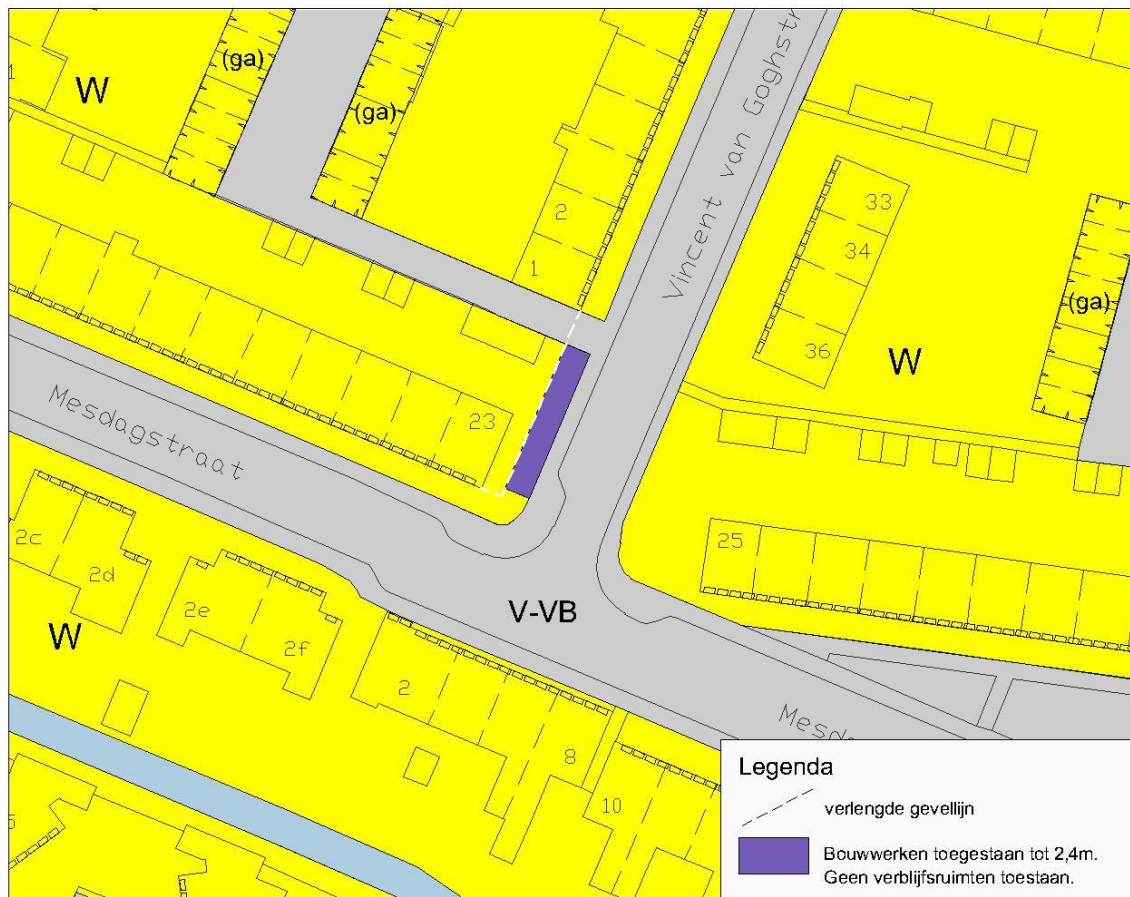 W
(ga)
(ga)
Vincent van Goghstr
2
1
33
34
36
(ga)
W
23
Mesdagstraat
25
2c
2d
2e
2f
V-VB
W
2
8
10
Mesd
Legenda
verlengde gevellijn
Bouwwerken toegestaan tot 2,4m.
Geen verblijfsruimten toestaan.